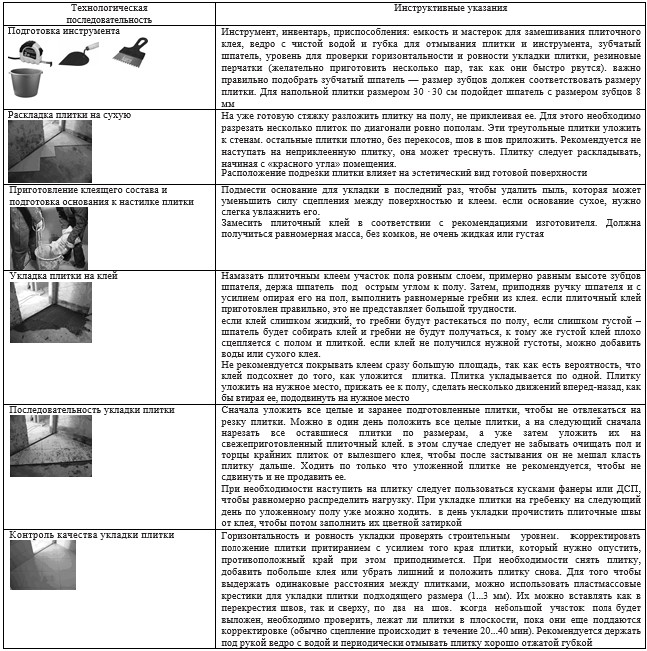 Технологическая
последовательность
Инструктивные указания
Подготовка инструмента
Инструмент, инвентарь, приспособления: емкость и мастерок для замешивания плиточного
клея, ведро с чистой водой и губка для отмывания плитки и инструмента, зубчатый
шпатель, уровень для проверки горизонтальности и ровности укладки плитки, резиновые
перчатки (желательно приготовить несколько пар, так как они быстро рвутся). важно
правильно подобрать зубчатый шпатель — размер зубцов должен соответствовать размеру
плитки. Для напольной плитки размером 30 · 30 см подойдет шпатель с размером зубцов 8
мм
Раскладка плитки на сухую
На уже готовую стяжку разложить плитку на полу, не приклеивая ее. Для этого необходимо
разрезать несколько плиток по диагонали ровно пополам. Эти треугольные плитки уложить
к стенам. остальные плитки плотно, без перекосов, шов в шов приложить. Рекомендуется не
наступать на неприклеенную плитку, она может треснуть. Плитку следует раскладывать,
начиная с «красного угла» помещения.
Расположение подрезки плитки влияет на эстетический вид готовой поверхности
Приготовление клеящего состава и
подготовка основания к настилке плитки
Подмести основание для укладки в последний раз, чтобы удалить пыль, которая может
уменьшить силу сцепления между поверхностью и клеем. если основание сухое, нужно
слегка увлажнить его.
Замесить плиточный клей в соответствии с рекомендациями изготовителя. Должна
получиться равномерная масса, без комков, не очень жидкая или густая
Укладка плитки на клей
Намазать плиточным клеем участок пола ровным слоем, примерно равным высоте зубцов
шпателя, держа шпатель под острым углом к полу. Затем, приподняв ручку шпателя и с
усилием опирая его на пол, выполнить равномерные гребни из клея. если плиточный клей
приготовлен правильно, это не представляет большой трудности.
если клей слишком жидкий, то гребни будут растекаться по полу, если слишком густой –
шпатель будет собирать клей и гребни не будут получаться, к тому же густой клей плохо
сцепляется с полом и плиткой. если клей не получился нужной густоты, можно добавить
воды или сухого клея.
Не рекомендуется покрывать клеем сразу большую площадь, так как есть вероятность, что
клей подсохнет до того, как уложится плитка. Плитка укладывается по одной. Плитку
уложить на нужное место, прижать ее к полу, сделать несколько движений вперед-назад, как
бы втирая ее, пододвинуть на нужное место
Последовательность укладки плитки
Сначала уложить все целые и заранее подготовленные плитки, чтобы не отвлекаться на
резку плитки. Можно в один день положить все целые плитки, а на следующий сначала
нарезать все оставшиеся плитки по размерам, а уже затем уложить их на
свежеприготовленный плиточный клей. в этом случае следует не забывать очищать пол и
торцы крайних плиток от вылезшего клея, чтобы после застывания он не мешал класть
плитку дальше. Ходить по только что уложенной плитке не рекомендуется, чтобы не
сдвинуть и не продавить ее.
При необходимости наступить на плитку следует пользоваться кусками фанеры или ДСП,
чтобы равномерно распределить нагрузку. При укладке плитки на гребенку на следующий
день по уложенному полу уже можно ходить. в день укладки прочистить плиточные швы
от клея, чтобы потом заполнить их цветной затиркой
Контроль качества укладки плитки
Горизонтальность и ровность укладки проверять строительным уровнем. корректировать
положение плитки притиранием с усилием того края плитки, который нужно опустить,
противоположный край при этом приподнимется. При необходимости снять плитку,
добавить побольше клея или убрать лишний и положить плитку снова. Для того чтобы
выдержать одинаковые расстояния между плитками, можно использовать пластмассовые
крестики для укладки плитки подходящего размера (1...3 мм). Их можно вставлять как в
перекрестия швов, так и сверху, по два на шов. когда небольшой участок пола будет
выложен, необходимо проверить, лежат ли плитки в плоскости, пока они еще поддаются
корректировке (обычно сцепление происходит в течение 20...40 мин). Рекомендуется держать
под рукой ведро с водой и периодически отмывать плитку хорошо отжатой губкой